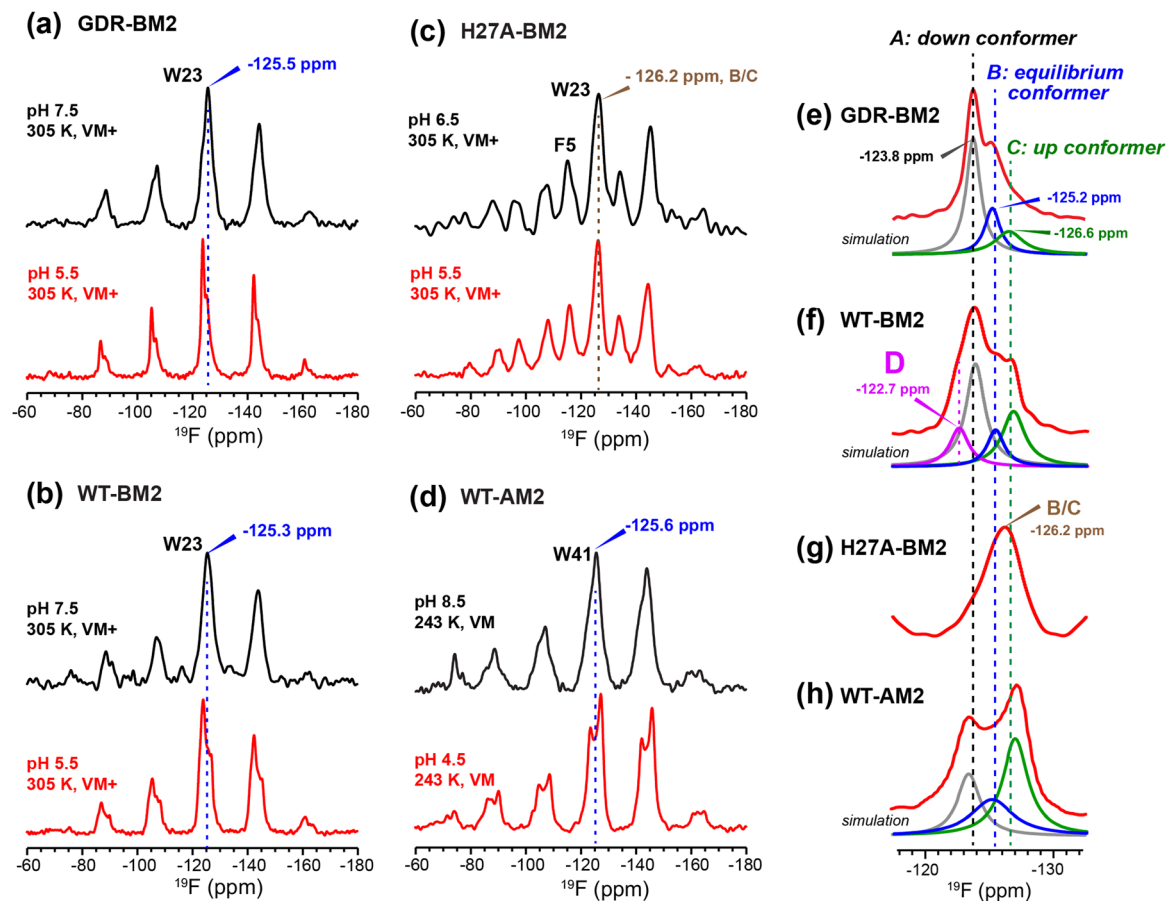 (a) GDR-BM2
W23
-125.5 ppm
pH 7.5
305 K, VM+
pH 5.5
305 K, VM+
-60 -80 -100 -120 -140 -160 -180
19F (ppm)
(b) WT-BM2
W23
-125.3 ppm
pH 7.5
305 K, VM+
pH 5.5
305 K, VM+
-60 -80 -100 -120 -140 -160 -180
19F (ppm)
(c) H27A-BM2
W23
- 126.2 ppm, B/C
pH 6.5
305 K, VM+
F5
pH 5.5
305 K, VM+
-60 -80 -100 -120 -140 -160 -180
19F (ppm)
(d) WT-AM2
W41
-125.6 ppm
pH 8.5
243 K, VM
pH 4.5
243 K, VM
-60 -80 -100 -120 -140 -160 -180
19F (ppm)
A: down conformer
B: equilibrium
conformer
C: up conformer
(e)
GDR-BM2
-123.8 ppm
-125.2 ppm
-126.6 ppm
simulation
(f)
WT-BM2
D
-122.7 ppm
simulation
(g)
H27A-BM2
B/C
-126.2 ppm
(h)
WT-AM2
simulation
-120 -130
19F (ppm)